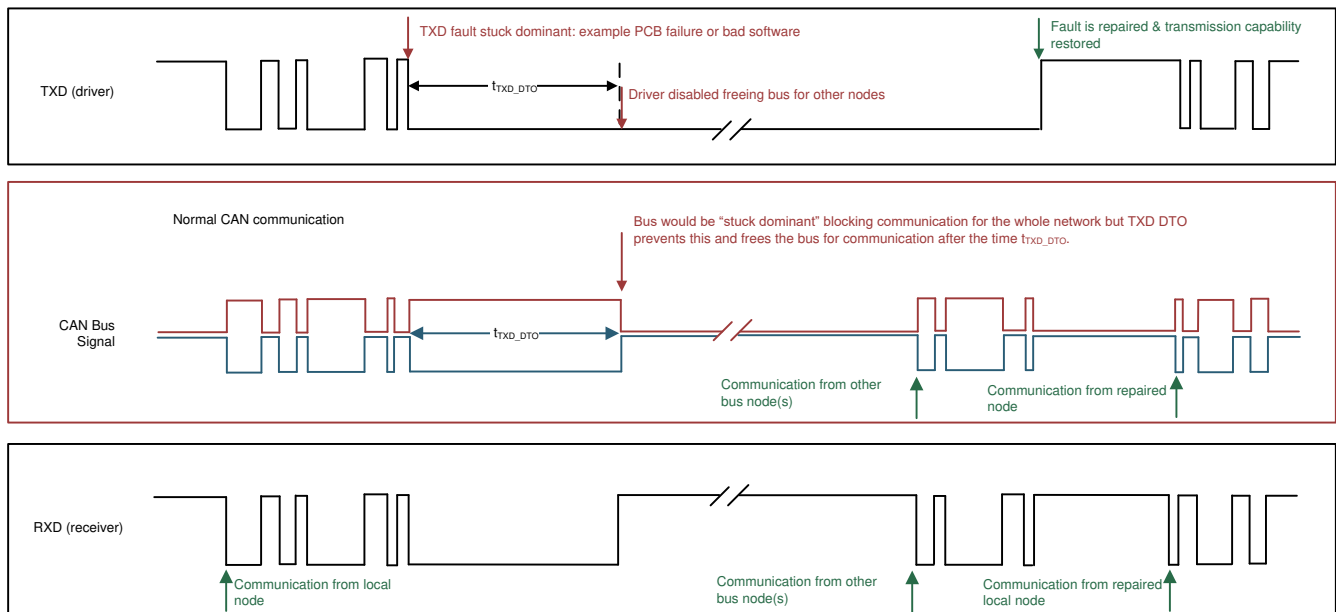 TXD fault stuck dominant: example PCB failure or bad software
Fault is repaired & transmission capability
restored
TXD (driver)
tTXD_DTO
Driver disabled freeing bus for other nodes
Normal CAN communication
Bus would be “stuck dominant” blocking communication for the whole network but TXD DTO
prevents this and frees the bus for communication after the time tTXD_DTO.
CAN Bus
Signal
tTXD_DTO
Communication from other
bus node(s)
Communication from repaired
node
RXD (receiver)
Communication from local
node
Communication from other
bus node(s)
Communication from repaired
local node